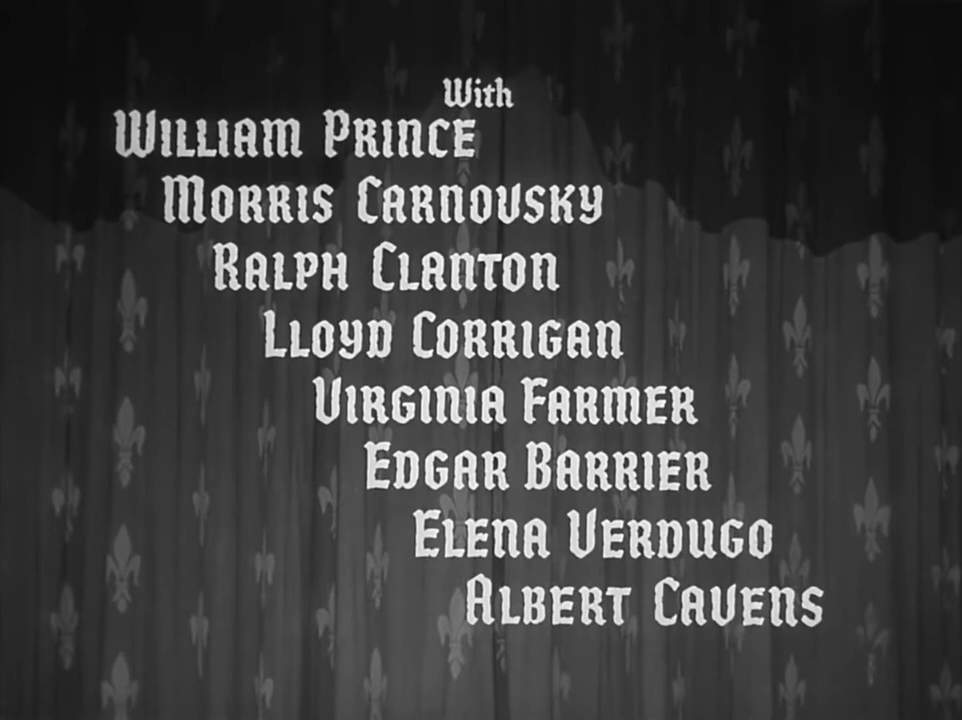 With
William Prince
Morris Carnovsky
Ralph Clanton
Lloyd Corrigan
Virginia Farmer
Edgar Barrier
Elena Verdugo
Albert Cavens